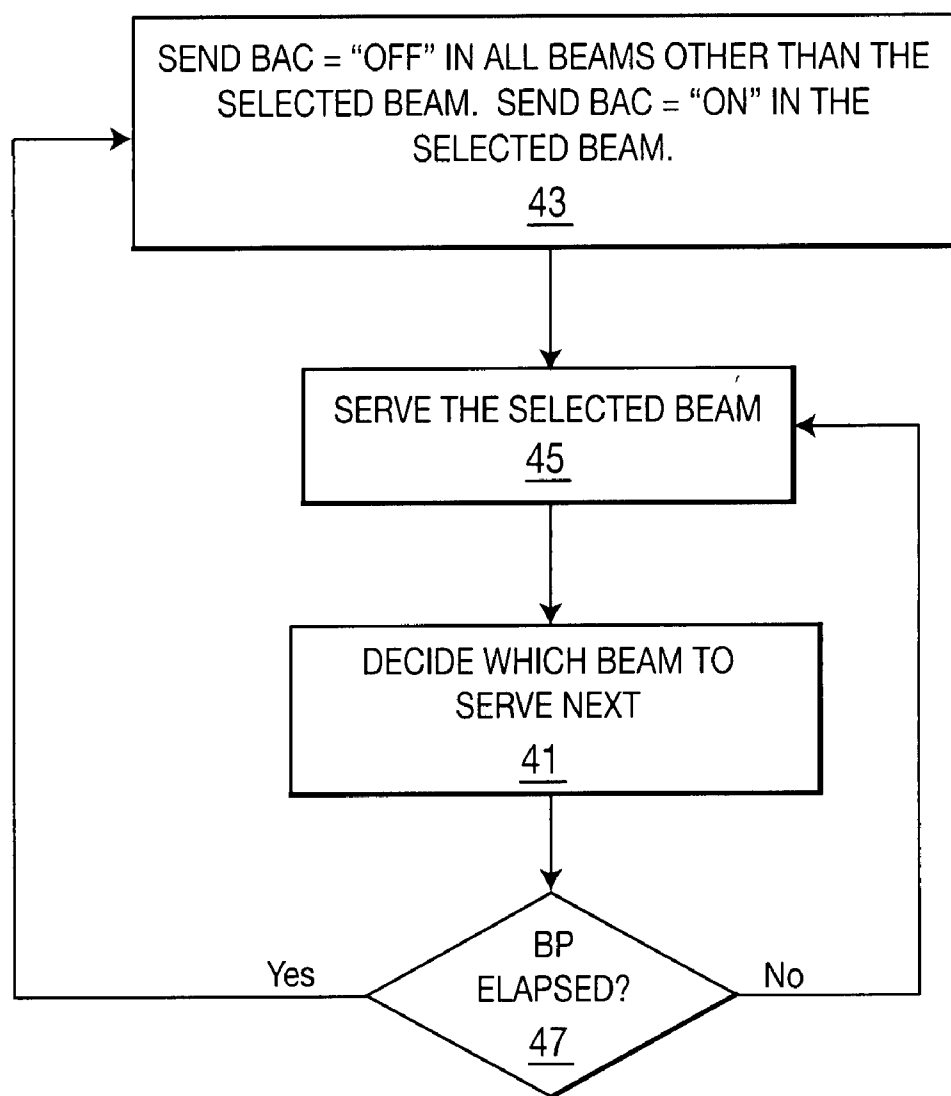 SEND BAC = "OFF" IN ALL BEAMS OTHER THAN THE
SELECTED BEAM. SEND BAC = "ON" IN THE
SELECTED BEAM.
43
SERVE THE SELECTED BEAM
45
DECIDE WHICH BEAM TO
SERVE NEXT
41
Yes
BP
ELAPSED?
47
No